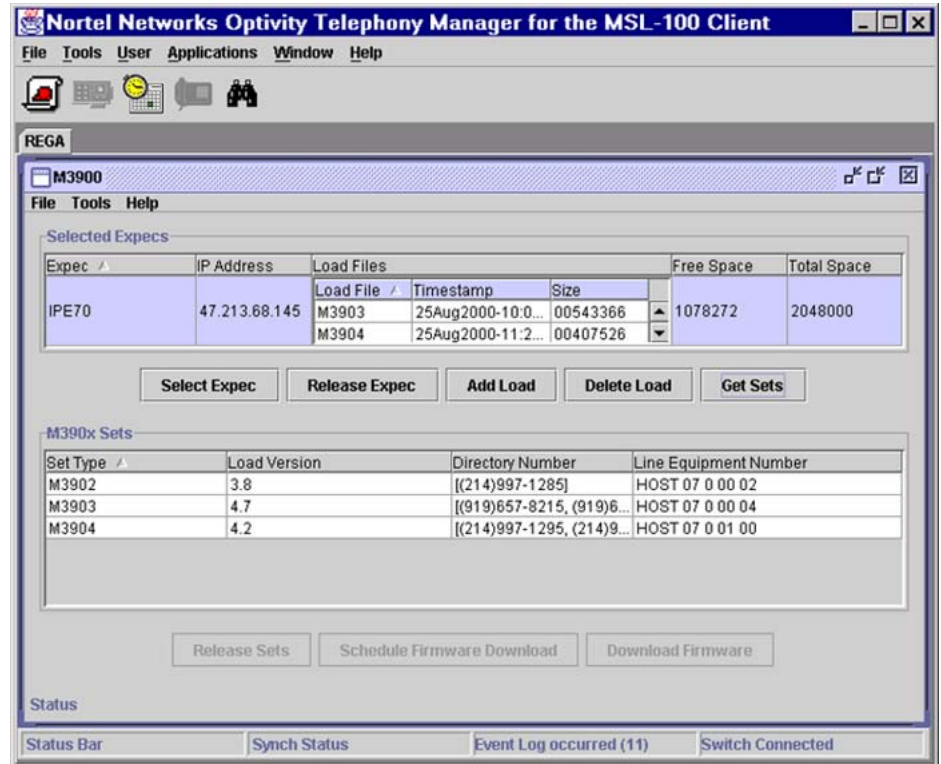 Nortel Networks Optivity Telephony Manager for the MSL-100 Client
File Tools User Applications Window Help
REGA
M3900
File Tools Help
Selected Expecs
Expec IP Address Load Files Free Space Total Space
Load File Timestamp Size
IPE70 47.213.68.145 M3903 25Aug2000-10:0... 00543366 1078272 2048000
M3904 25Aug2000-11:2... 00407526
Select Expec Release Expec Add Load Delete Load Get Sets
M390x Sets
Set Type Load Version Directory Number Line Equipment Number
M3902 3.8 [(214)997-1285] HOST 07 0 00 02
M3903 4.7 [(919)657-8215, (919)6... HOST 07 0 00 04
M3904 4.2 [(214)997-1295, (214)9... HOST 07 0 01 00
Release Sets Schedule Firmware Download Download Firmware
Status
Status Bar Synch Status Event Log occurred (11) Switch Connected